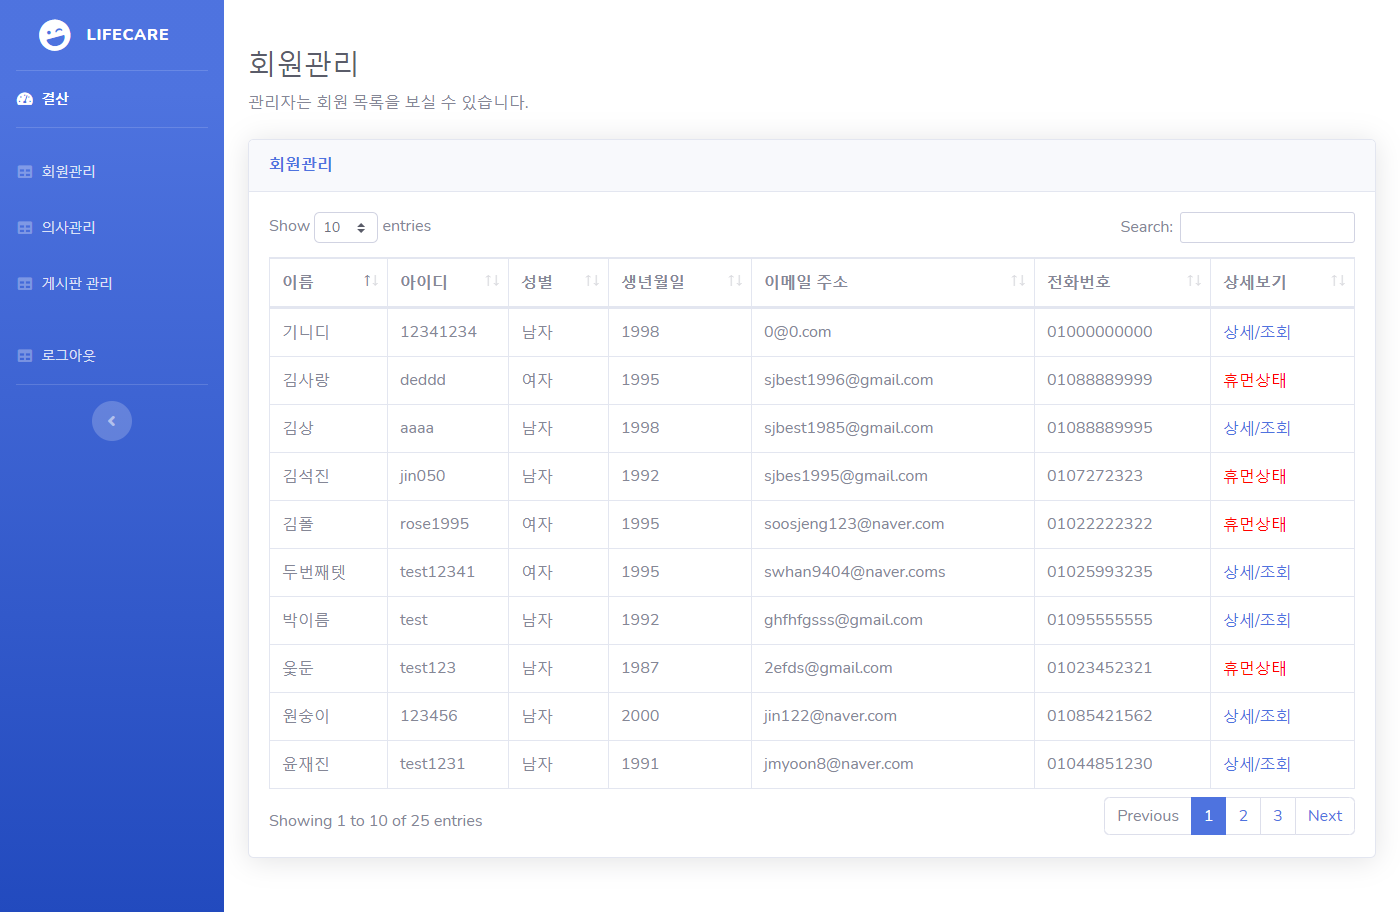 LIFECARE
결산
회원관리
의사관리
게시판 관리
로그아웃
회원관리
관리자는 회원 목록을 보실 수 있습니다.
회원관리
Show 10 entries Search:
이름 아이디 성별 생년월일 이메일 주소 전화번호 상세보기
기니디 12341234 남자 1998 0@0.com 01000000000 상세/조회
김사랑 deddd 여자 1995 sjbest1996@gmail.com 01088889999 휴먼상태
김상 aaaa 남자 1998 sjbest1985@gmail.com 01088889995 상세/조회
김석진 jin050 남자 1992 sjbes1995@gmail.com 0107272323 휴먼상태
김폴 rose1995 여자 1995 soosjeng123@naver.com 01022222322 휴먼상태
두번째텟 test12341 여자 1995 swhan9404@naver.coms 01025993235 상세/조회
박이름 test 남자 1992 ghfhfgsss@gmail.com 01095555555 상세/조회
test123 남자 1987 2efds@gmail.com 01023452321 휴먼상태
원숭이 123456 남자 2000 jin122@naver.com 01085421562 상세/조회
윤재진 test1231 남자 1991 jmyoon8@naver.com 01044851230 상세/조회
Showing 1 to 10 of 25 entries Previous 1 2 3 Next